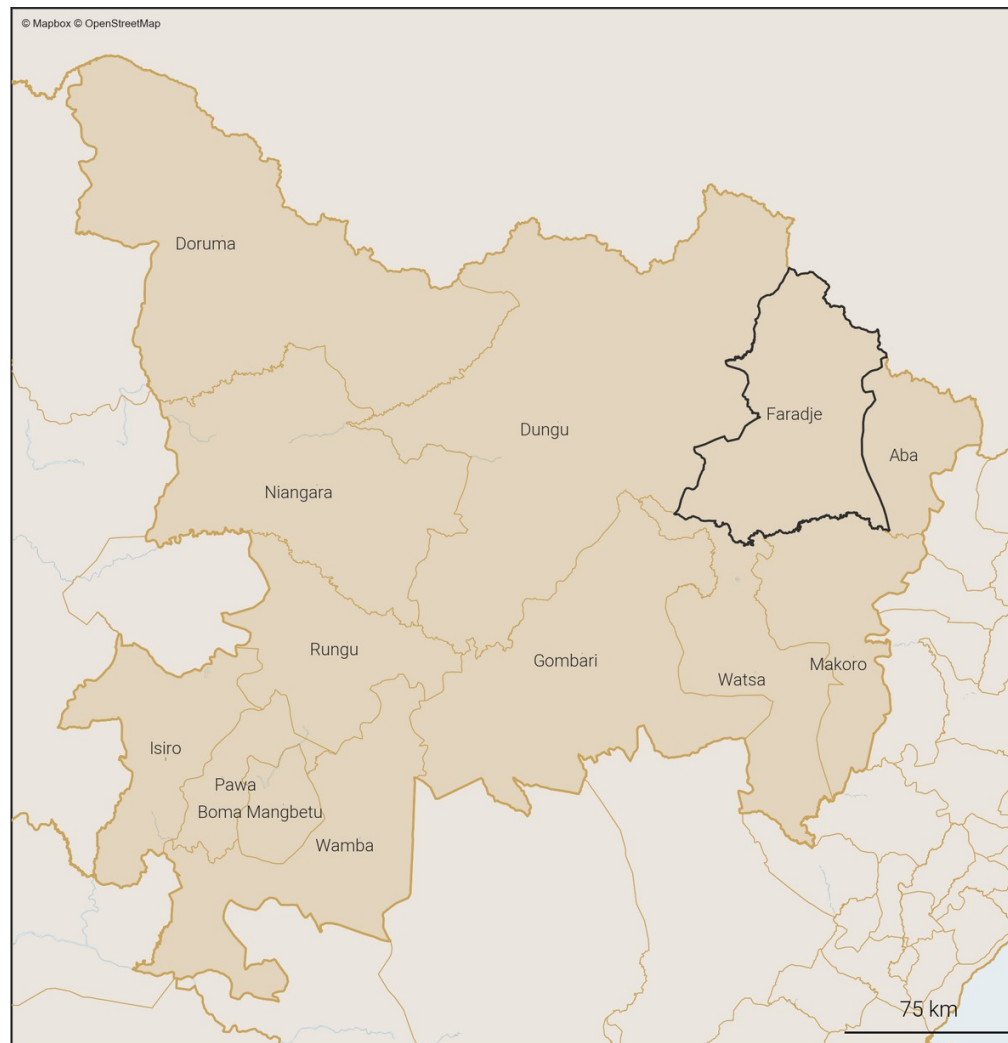 © Mapbox © OpenStreetMap
Doruma
Faradje
Dungu
Aba
Niangara
Rungu
Gombari
Makoro
Watsa
Isiro
Pawa
Boma Mangbetu
Wamba
75 km